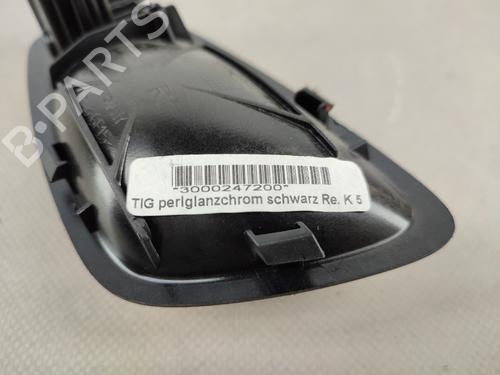 B-PARTS
*3000247200*
TIG perlglanzchrom schwarz Re. K 5